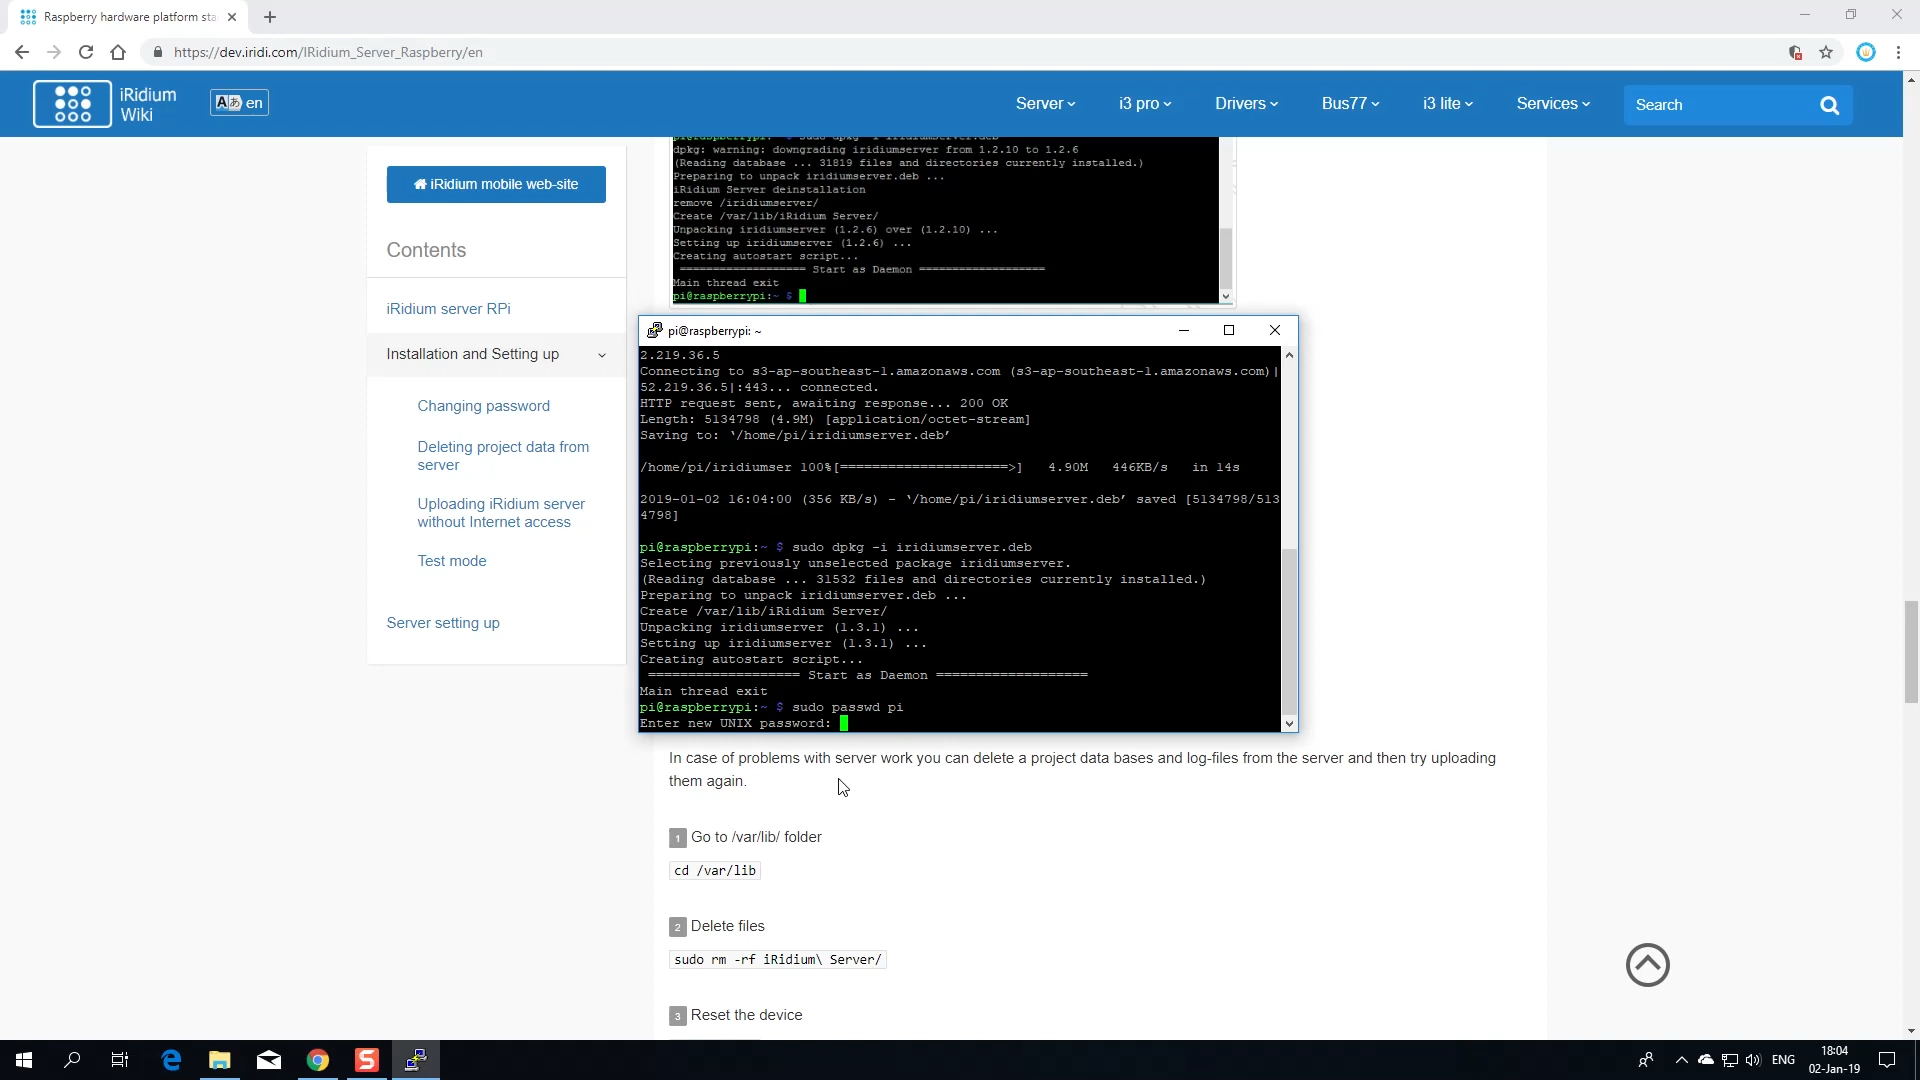 Raspberry hardware platform sta
https://dev.iridi.com/IRidium_Server_Raspberry/en
iRidium
Wiki
en
Server
i3 pro
Drivers
Bus77
i3 lite
Services
Search
iRidium mobile web-site
Contents
iRidium server RPi
Installation and Setting up
Changing password
Deleting project data from
server
Uploading iRidium server
without Internet access
Test mode
Server setting up
pi@raspberrypi:~ $ sudo dpkg -i iridiumserver.deb
dpkg: warning: downgrading iridiumserver from 1.2.10 to 1.2.6
(Reading database ... 31819 files and directories currently installed.)
Preparing to unpack iridiumserver.deb ...
iRidium Server deinstallation
remove /iridiumserver/
Create /var/lib/iRidium Server/
Unpacking iridiumserver (1.2.6) over (1.2.10) ...
Setting up iridiumserver (1.2.6) ...
Creating autostart script...
==================== Start as Daemon ====================
Main thread exit
pi@raspberrypi:~ $
pi@raspberrypi: ~
2.219.36.5
Connecting to s3-ap-southeast-1.amazonaws.com (s3-ap-southeast-1.amazonaws.com)|
52.219.36.5|:443... connected.
HTTP request sent, awaiting response... 200 OK
Length: 5134798 (4.9M) [application/octet-stream]
Saving to: ‘/home/pi/iridiumserver.deb’
/home/pi/iridiumser 100%[=====================>] 4.90M 446KB/s in 14s
2019-01-02 16:04:00 (356 KB/s) - ‘/home/pi/iridiumserver.deb’ saved [5134798/513
4798]
pi@raspberrypi:~ $ sudo dpkg -i iridiumserver.deb
Selecting previously unselected package iridiumserver.
(Reading database ... 31532 files and directories currently installed.)
Preparing to unpack iridiumserver.deb ...
Create /var/lib/iRidium Server/
Unpacking iridiumserver (1.3.1) ...
Setting up iridiumserver (1.3.1) ...
Creating autostart script...
=================== Start as Daemon ===================
Main thread exit
pi@raspberrypi:~ $ sudo passwd pi
Enter new UNIX password:
In case of problems with server work you can delete a project data bases and log-files from the server and then try uploading
them again.
1 Go to /var/lib/ folder
cd /var/lib
2 Delete files
sudo rm -rf iRidium\ Server/
3 Reset the device
ENG
18:04
02-Jan-19